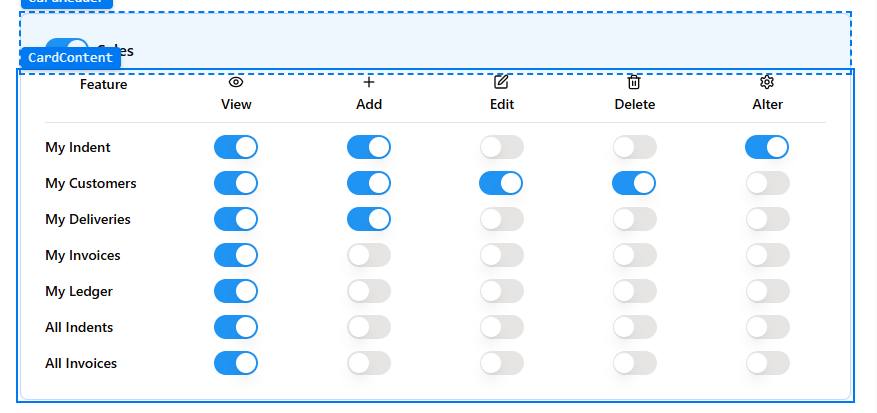 CardContent
Feature View Add Edit Delete Alter
My Indent
My Customers
My Deliveries
My Invoices
My Ledger
All Indents
All Invoices